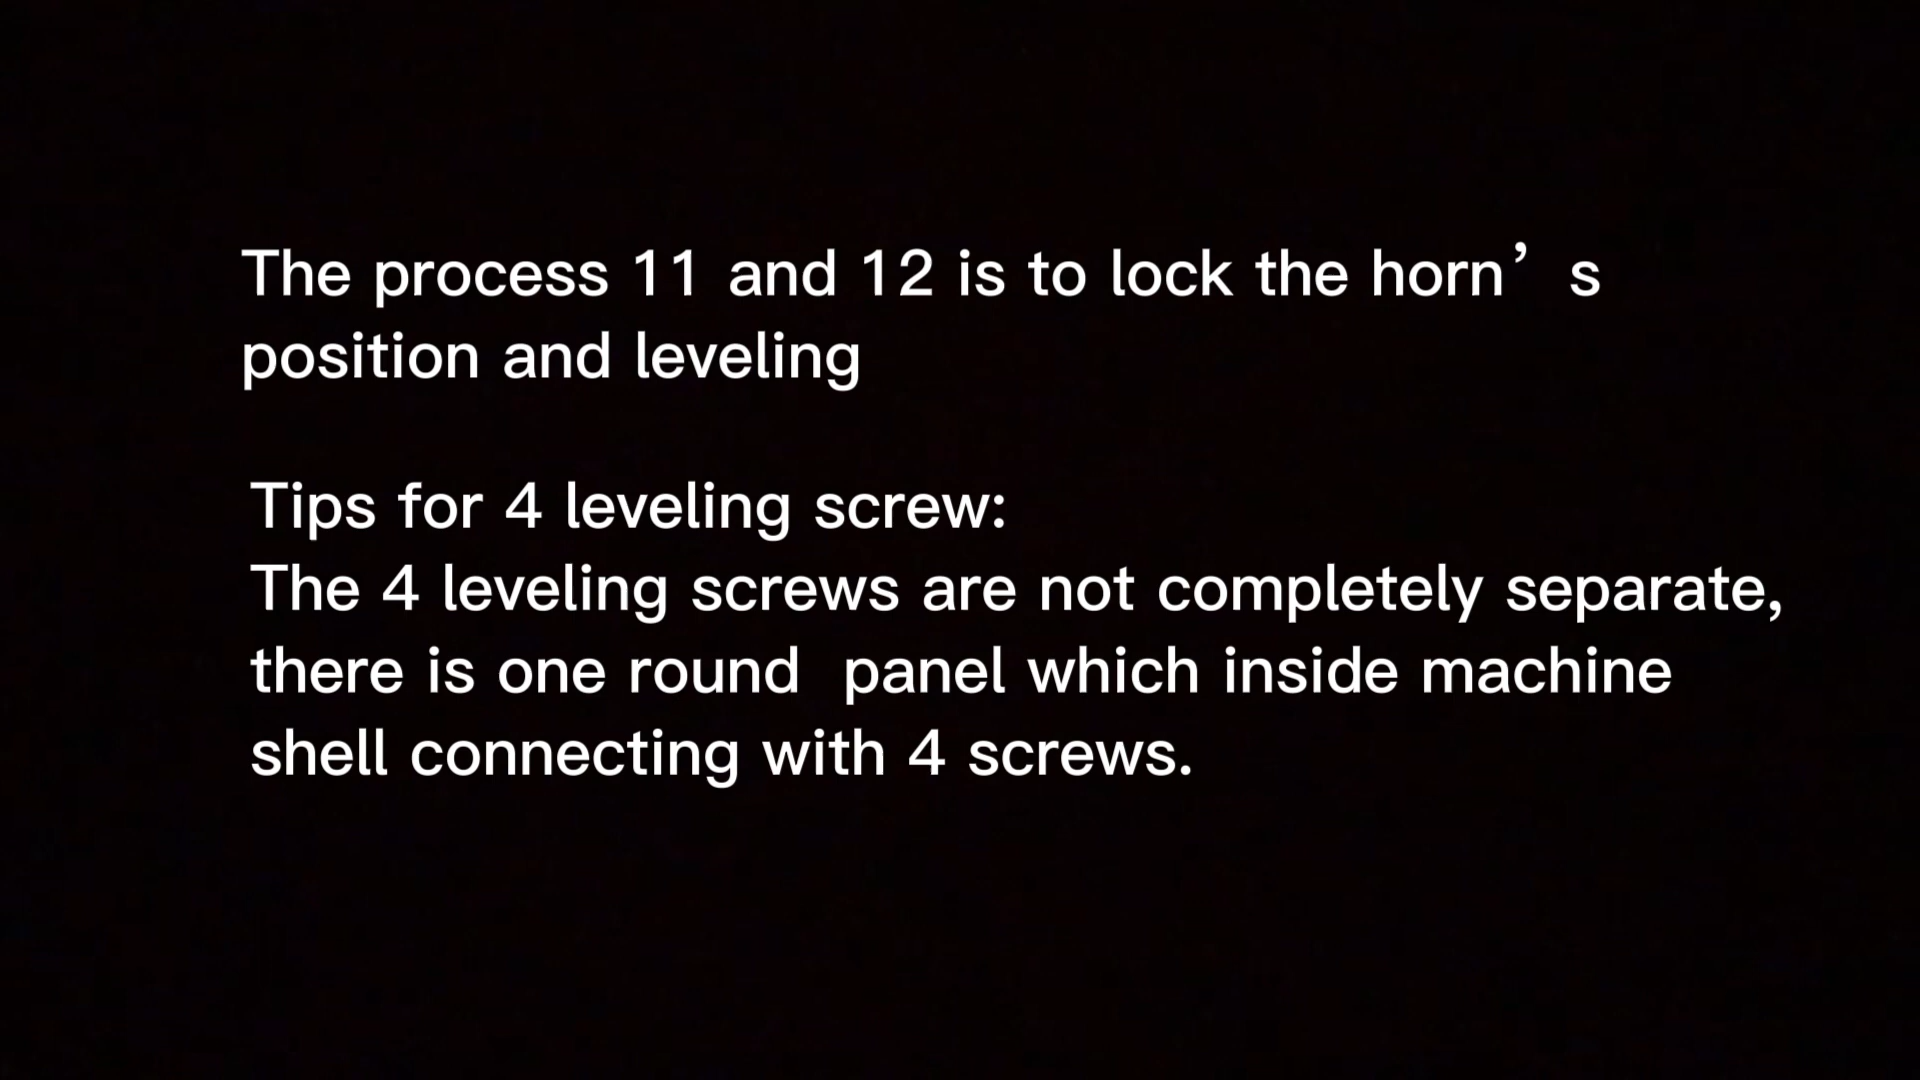 The process 11 and 12 is to lock the horn’s
position and leveling
Tips for 4 leveling screw:
The 4 leveling screws are not completely separate,
there is one round panel which inside machine
shell connecting with 4 screws.